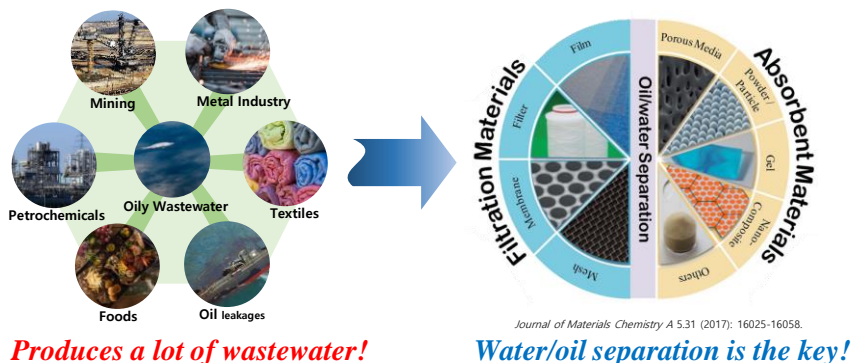 Mining
Metal Industry
Petrochemicals
Oily Wastewater
Textiles
Foods
Oil leakages
Produces a lot of wastewater!
Filtration Materials
Film
Filter
Membrane
Mesh
Oil/water Separation
Porous Media
Powder /
Particle
Gel
Nano-
Composite
Others
Absorbent Materials
Journal of Materials Chemistry A 5.31 (2017): 16025-16058.
Water/oil separation is the key!